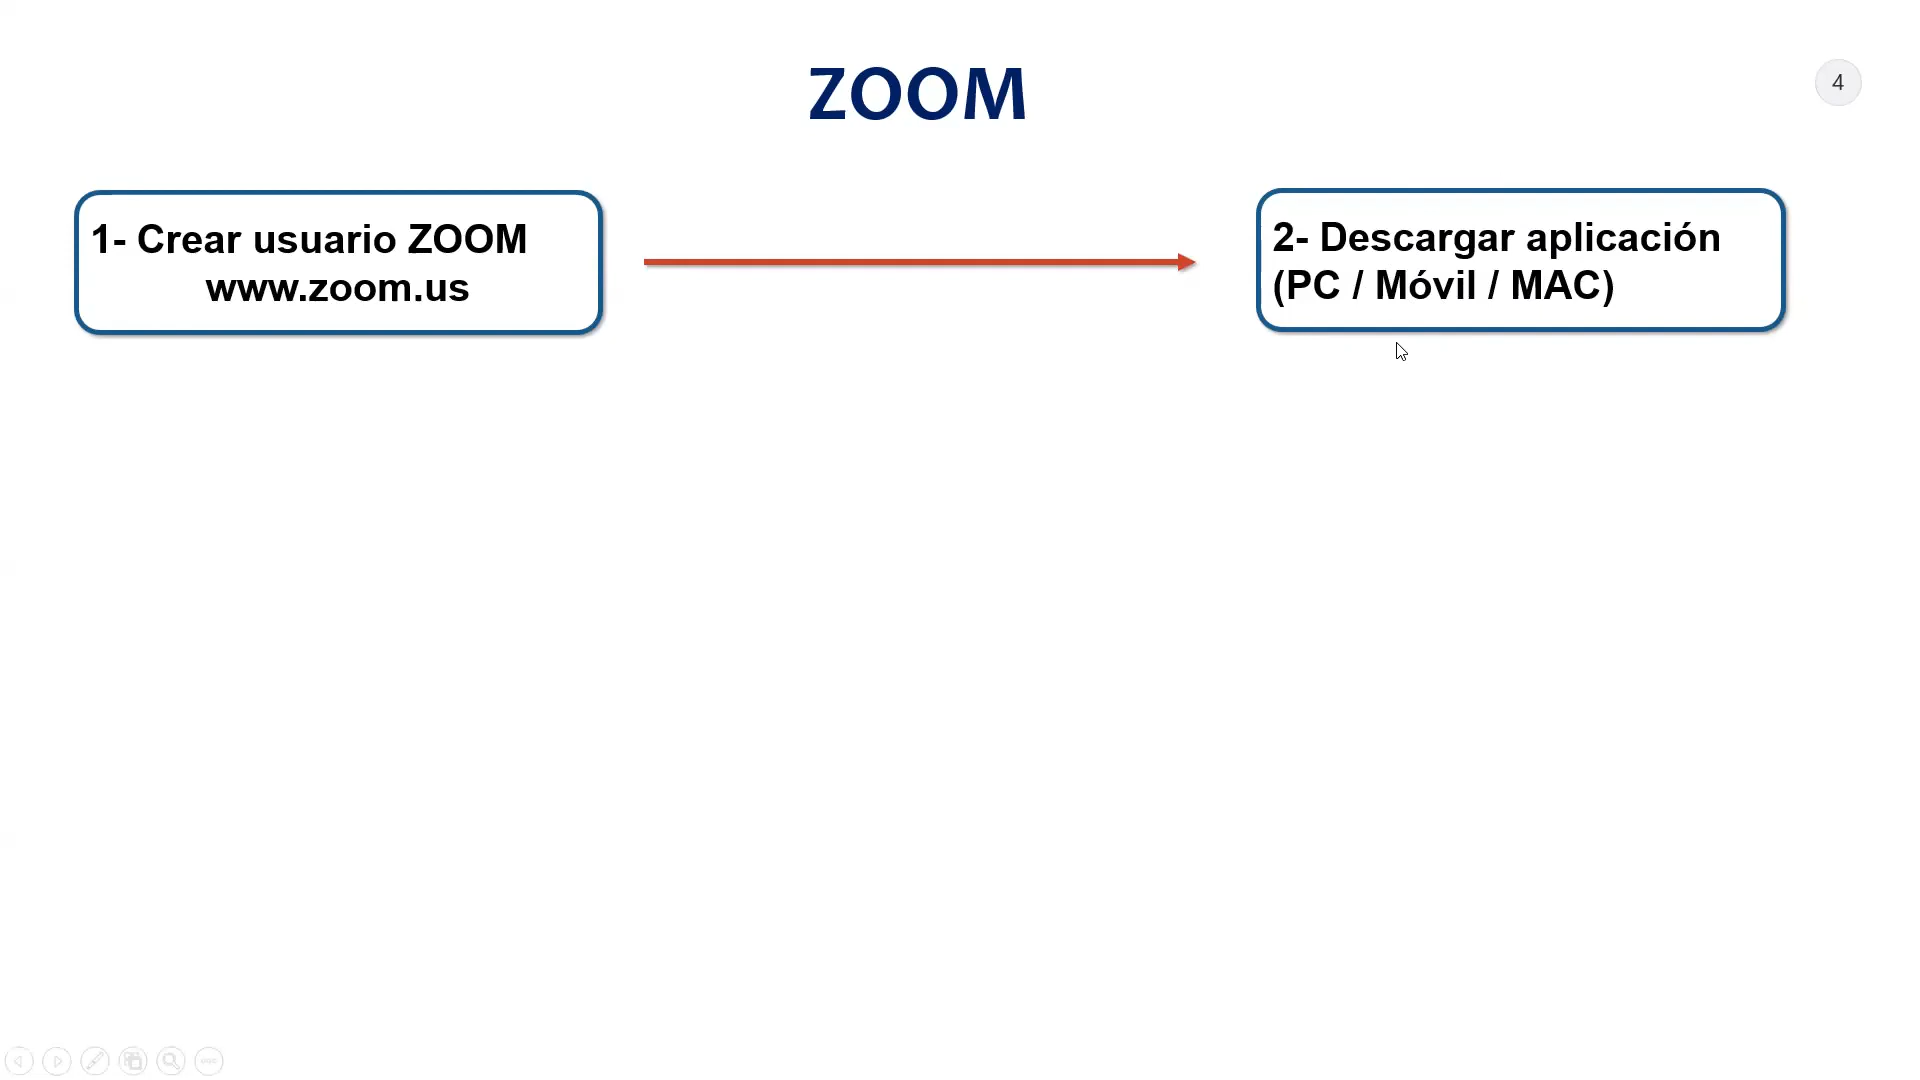 ZOOM
4
1- Crear usuario ZOOM
www.zoom.us
2- Descargar aplicación
(PC / Móvil / MAC)